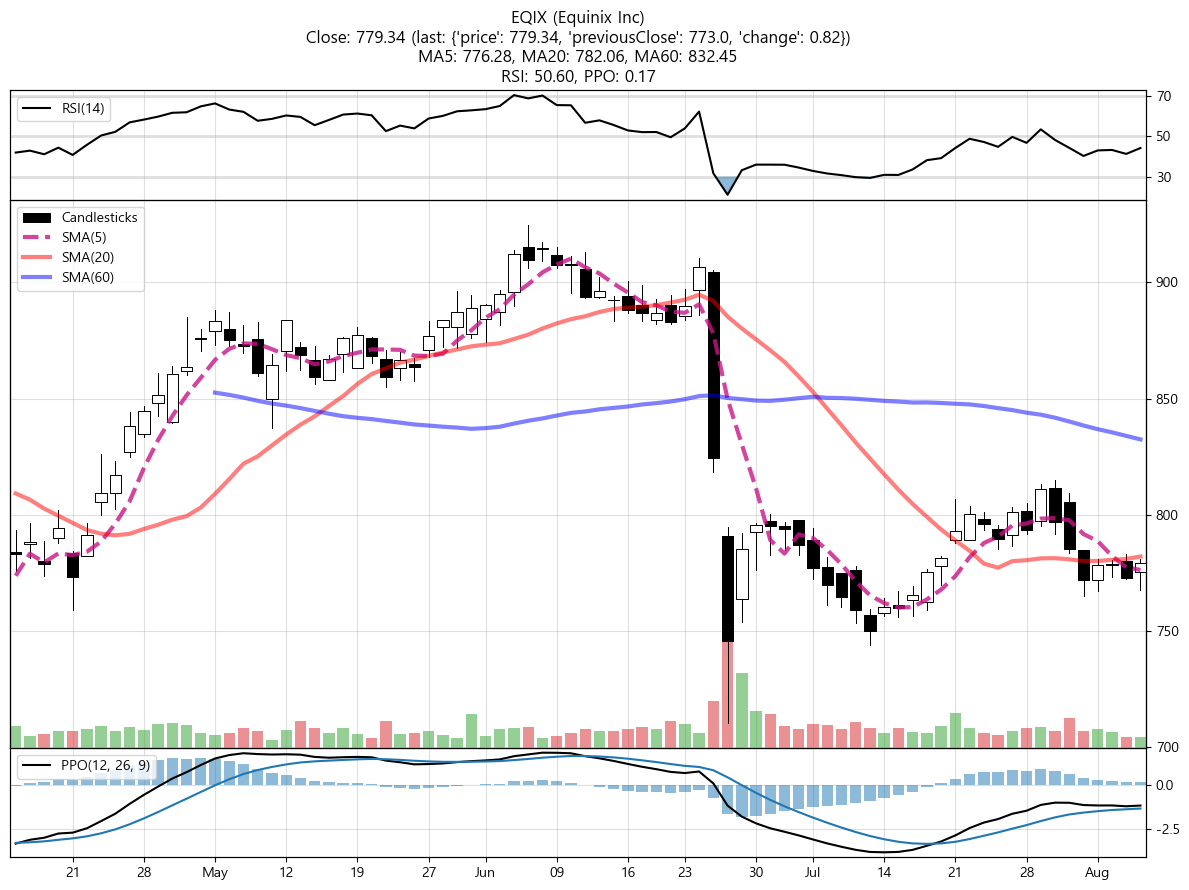 EQIX (Equinix Inc)
Close: 779.34 (last: {'price': 779.34, 'previousClose': 773.0, 'change': 0.82})
MA5: 776.28, MA20: 782.06, MA60: 832.45
RSI: 50.60, PPO: 0.17
RSI(14)
70
50
30
Candlesticks
SMA(5)
SMA(20)
SMA(60)
900
850
800
750
700
PPO(12, 26, 9)
0.0
−2.5
21 28 May 12 19 27 Jun 09 16 23 30 Jul 14 21 28 Aug